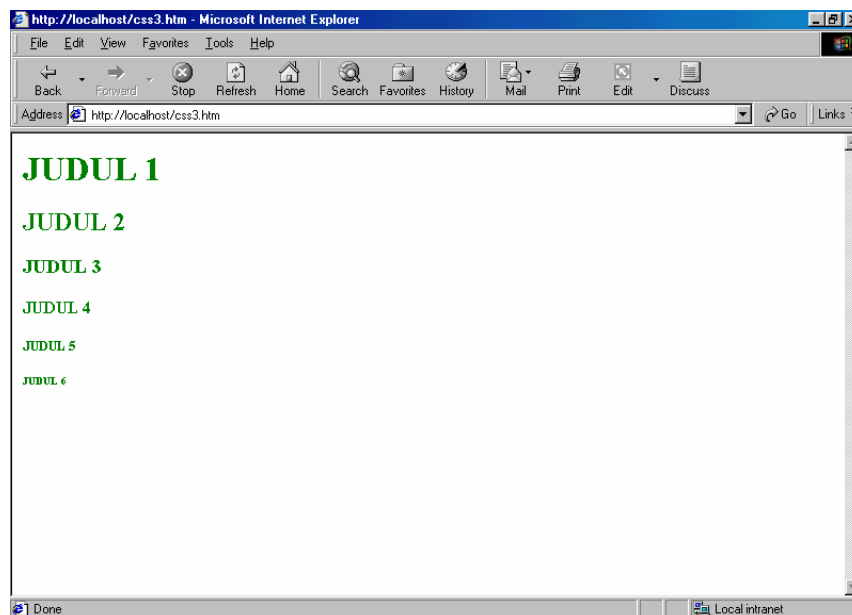 http://localhost/css3.htm - Microsoft Internet Explorer
File Edit View Favorites Tools Help
Back Forward Stop Refresh Home Search Favorites History Mail Print Edit Discuss
Address http://localhost/css3.htm Go Links
JUDUL 1
JUDUL 2
JUDUL 3
JUDUL 4
JUDUL 5
JUDUL 6
Done Local intranet